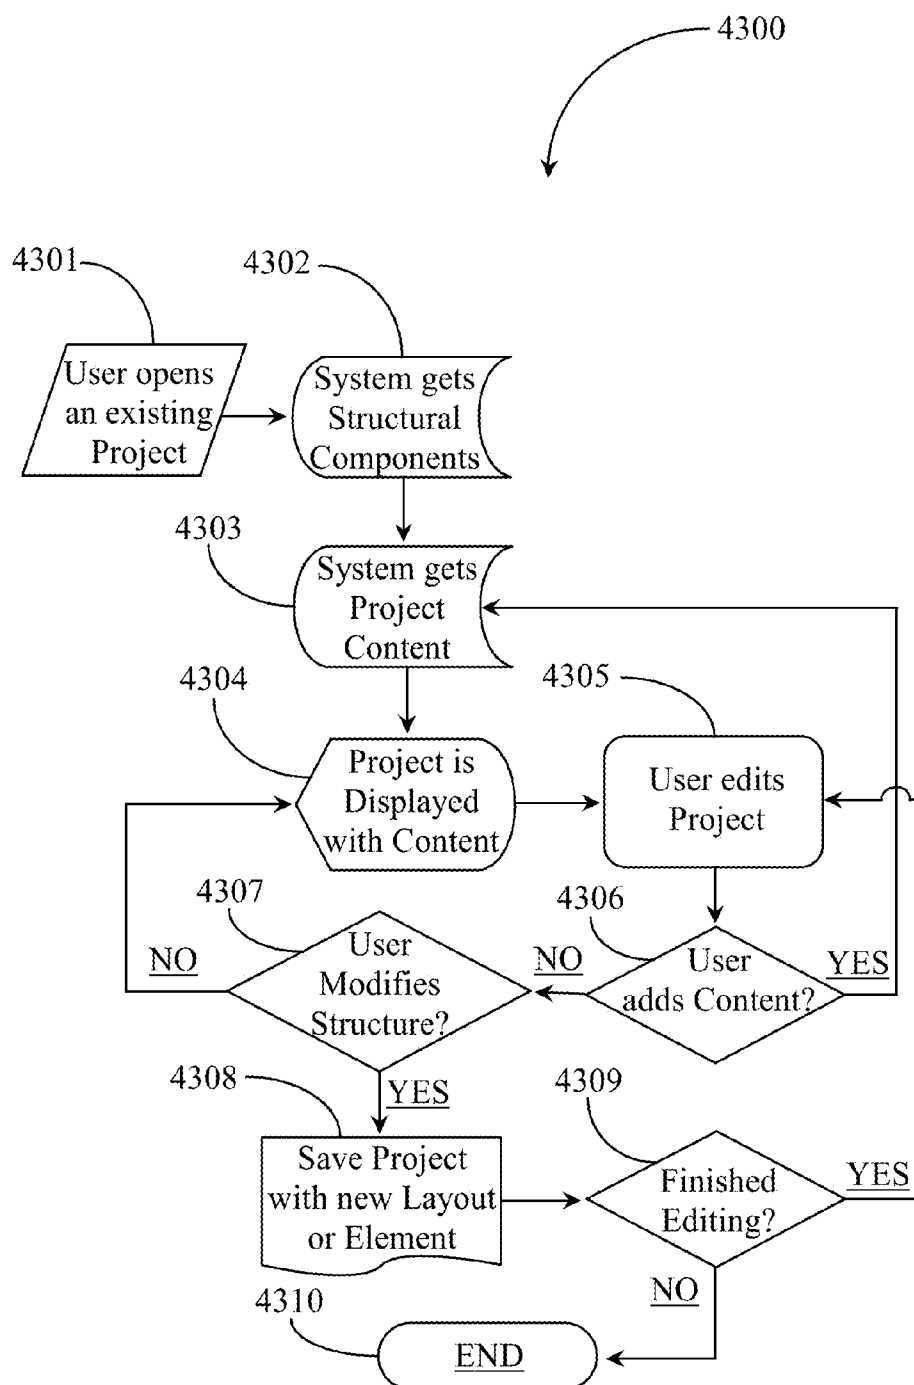 4300
4301
4302
User opens
an existing
Project
System gets
Structural
Components
4303
System gets
Project
Content
4304
4305
Project is
Displayed
with Content
User edits
Project
4307
4306
NO
User
Modifies
Structure?
NO
User
adds Content?
YES
4308
YES
4309
Save Project
with new Layout
or Element
Finished
Editing?
YES
NO
4310
END